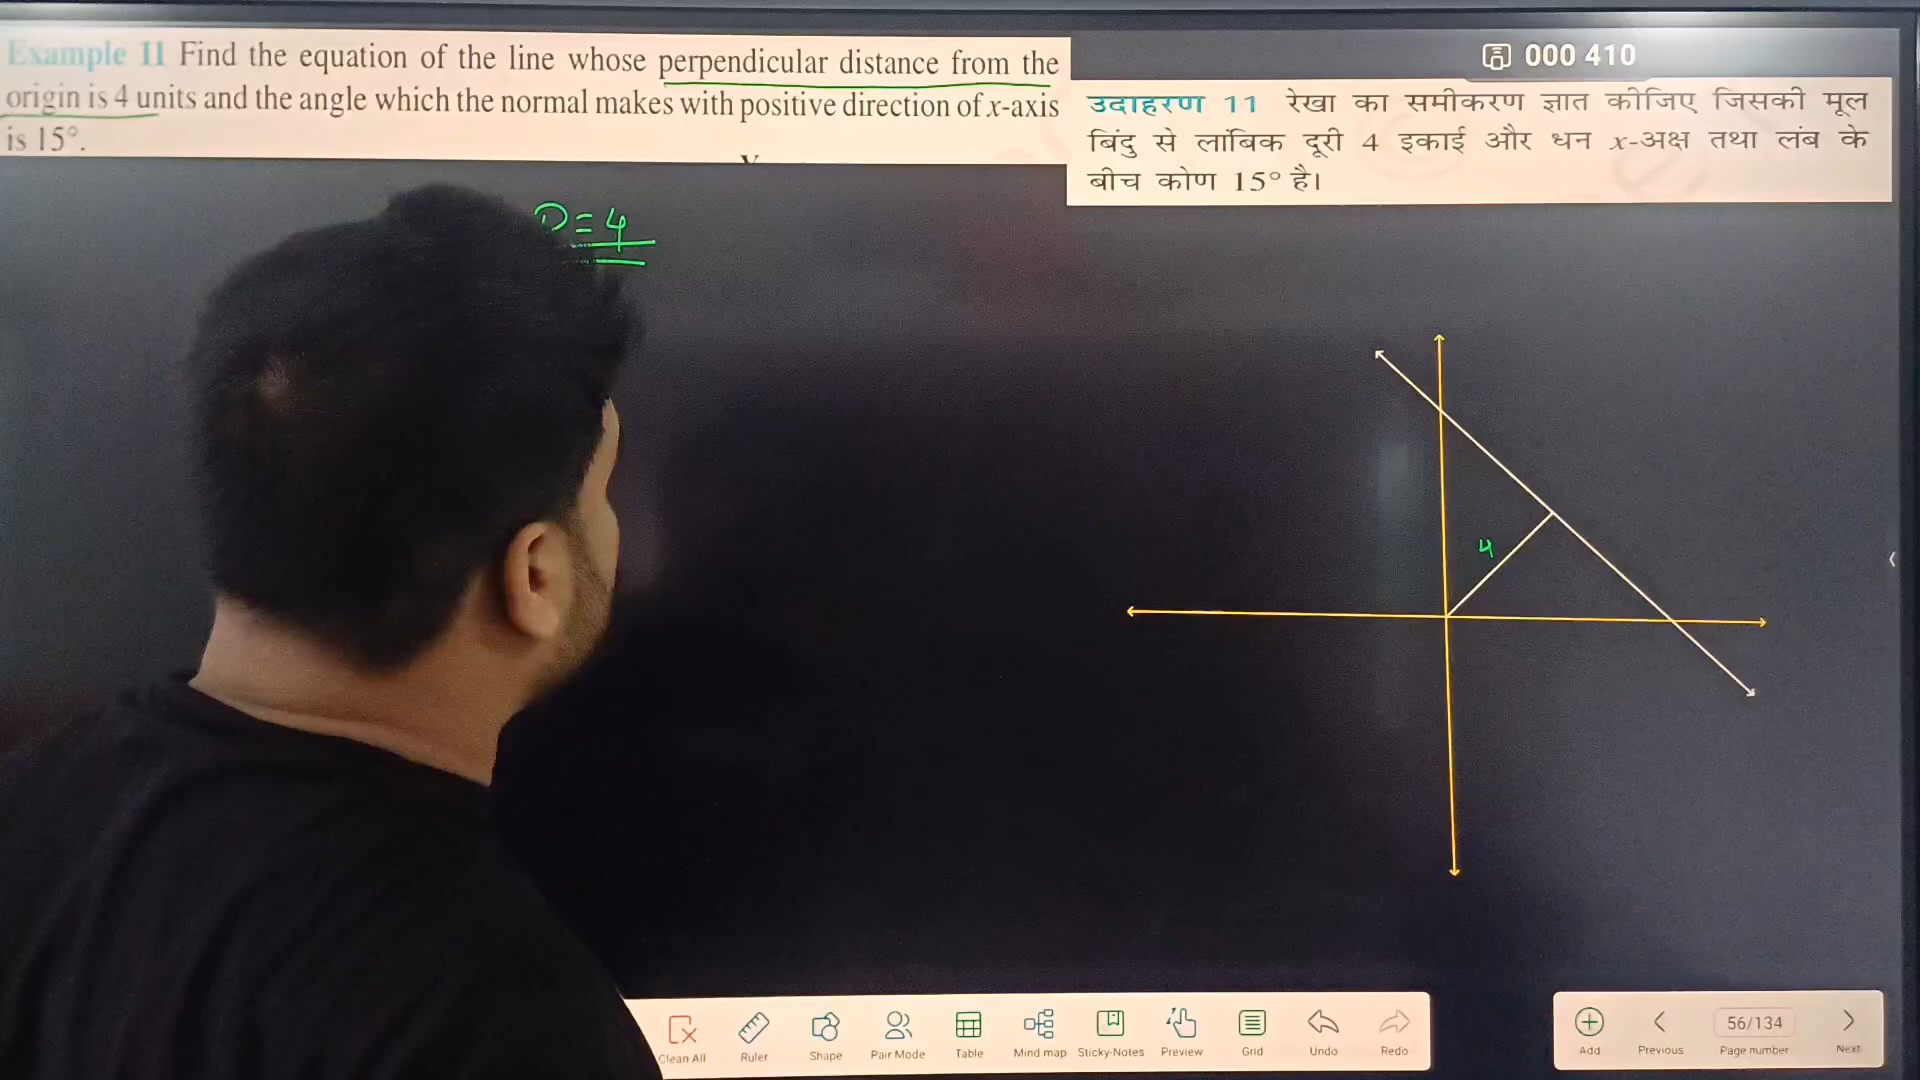 Example 11 Find the equation of the line whose perpendicular distance from the
origin is 4 units and the angle which the normal makes with positive direction of x-axis
is 15°.
000 410
उदाहरण 11 रेखा का समीकरण ज्ञात कीजिए जिसकी मूल
बिंदु से लांबिक दूरी 4 इकाई और धन x-अक्ष तथा लंब के
बीच कोण 15° है।
= 4
4
Clean All Ruler Shape Pair Mode Table Mind map Sticky-Notes Preview Grid Undo Redo
Add Previous 56/134 Page number Next